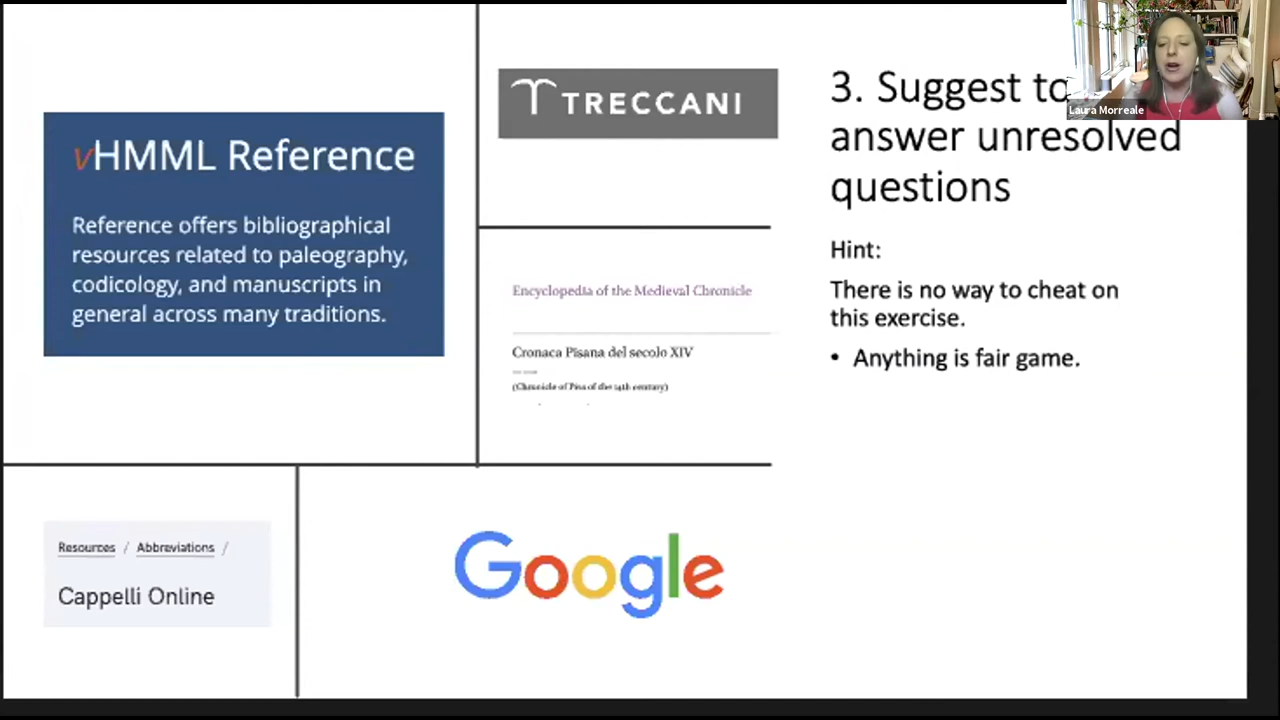 vHMML Reference
Reference offers bibliographical
resources related to paleography,
codicology, and manuscripts in
general across many traditions.
TRECCANI
Encyclopedia of the Medieval Chronicle
Cronaca Pisana del secolo XIV
(Chronicle of Pisa of the 14th century)
Resources / Abbreviations /
Cappelli Online
Google
3. Suggest to
answer unresolved
questions
Hint:
There is no way to cheat on
this exercise.
• Anything is fair game.
Laura Morreale